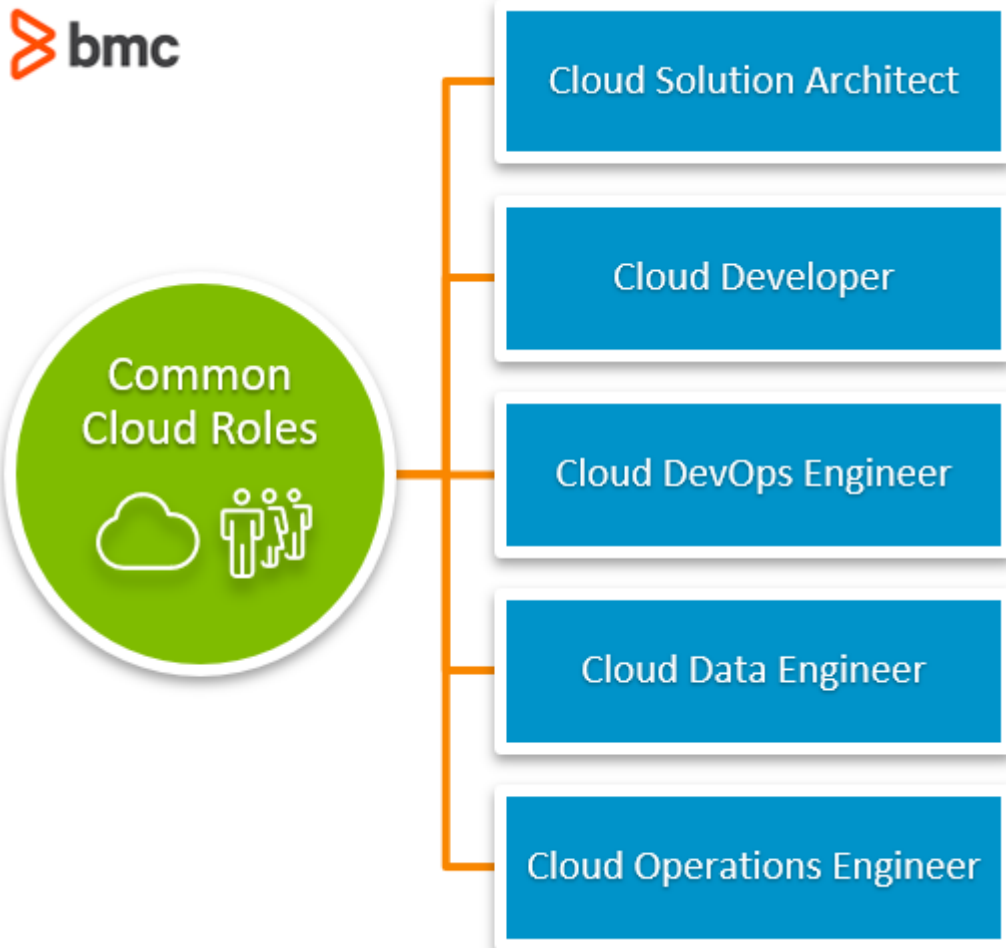 bmc
Common
Cloud Roles
Cloud Solution Architect
Cloud Developer
Cloud DevOps Engineer
Cloud Data Engineer
Cloud Operations Engineer